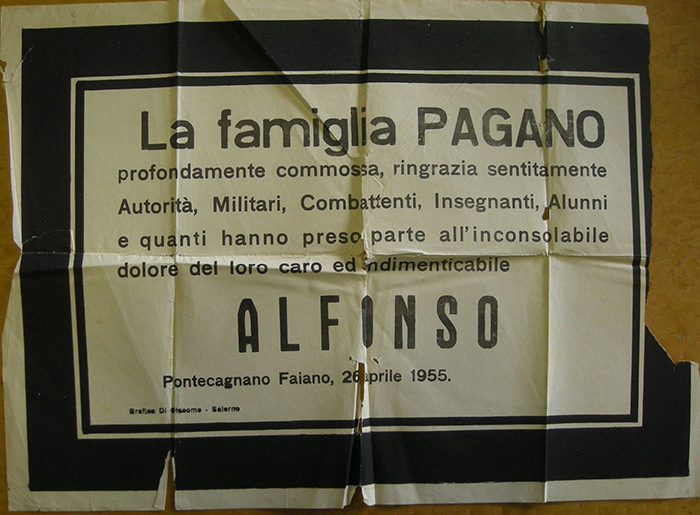 La famiglia PAGANO
profondamente commossa, ringrazia sentitamente
Autorità, Militari, Combattenti, Insegnanti, Alunni
e quanti hanno preso parte all'inconsolabile
dolore del loro caro ed indimenticabile
ALFONSO
Pontecagnano Faiano, 26 aprile 1955.
Grafica Di Giacomo - Salerno